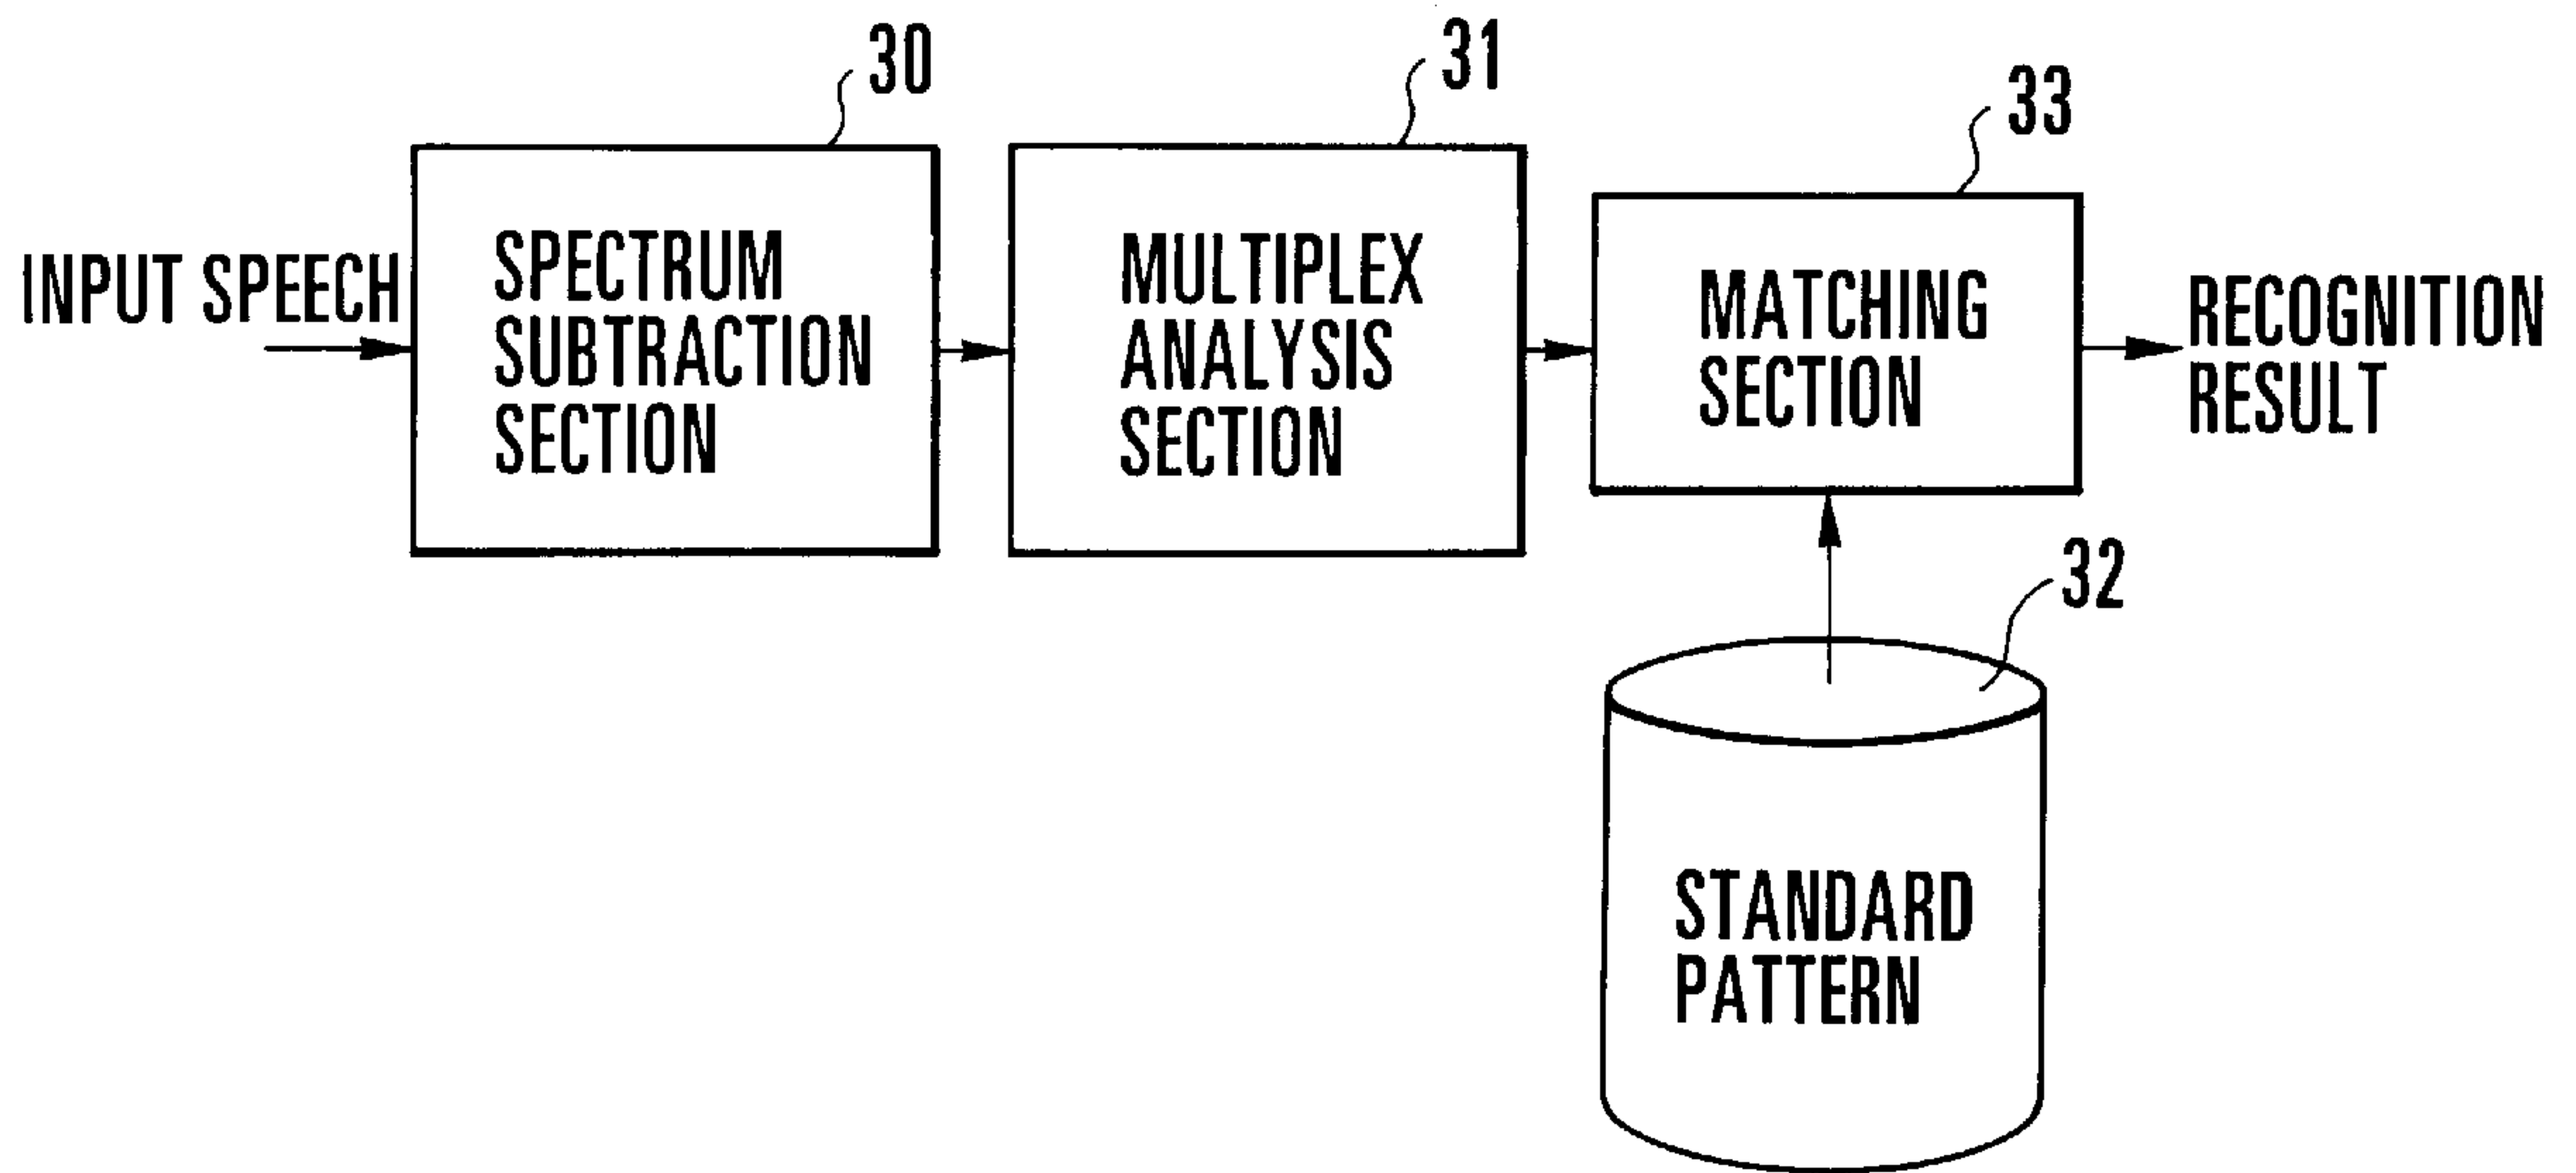 30
31
33
INPUT SPEECH
SPECTRUM
SUBTRACTION
SECTION
MULTIPLEX
ANALYSIS
SECTION
MATCHING
SECTION
RECOGNITION
RESULT
32
STANDARD
PATTERN